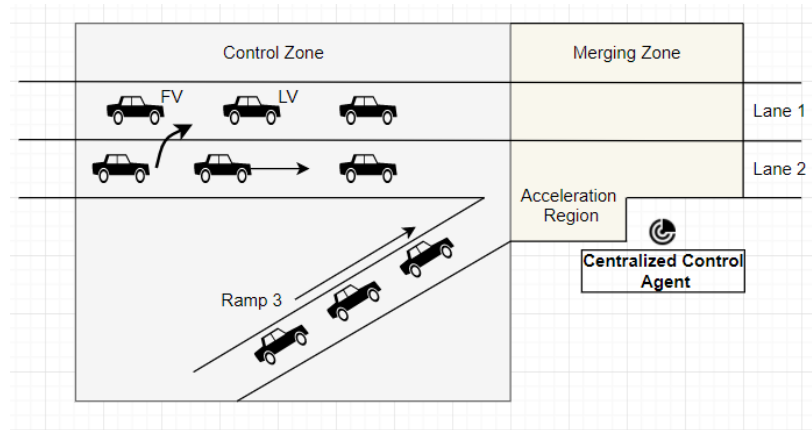 Control Zone
Merging Zone
FV
LV
Lane 1
Lane 2
Acceleration
Region
Centralized Control
Agent
Ramp 3